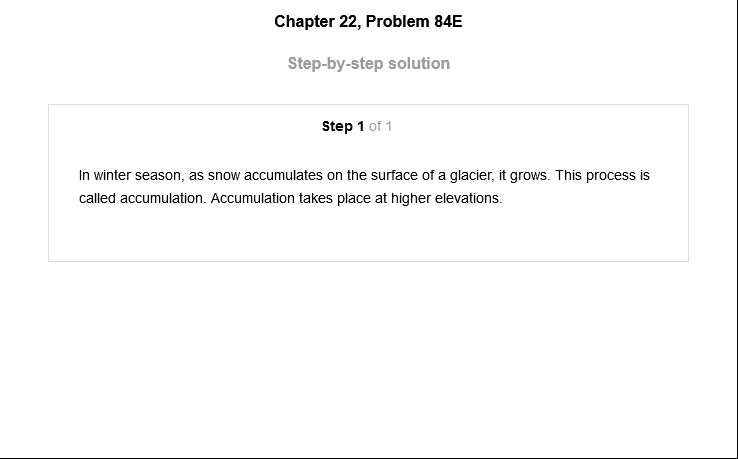 Chapter 22, Problem 84E
Step-by-step solution
Step 1 of 1
In winter season, as snow accumulates on the surface of a glacier, it grows. This process is
called accumulation. Accumulation takes place at higher elevations.